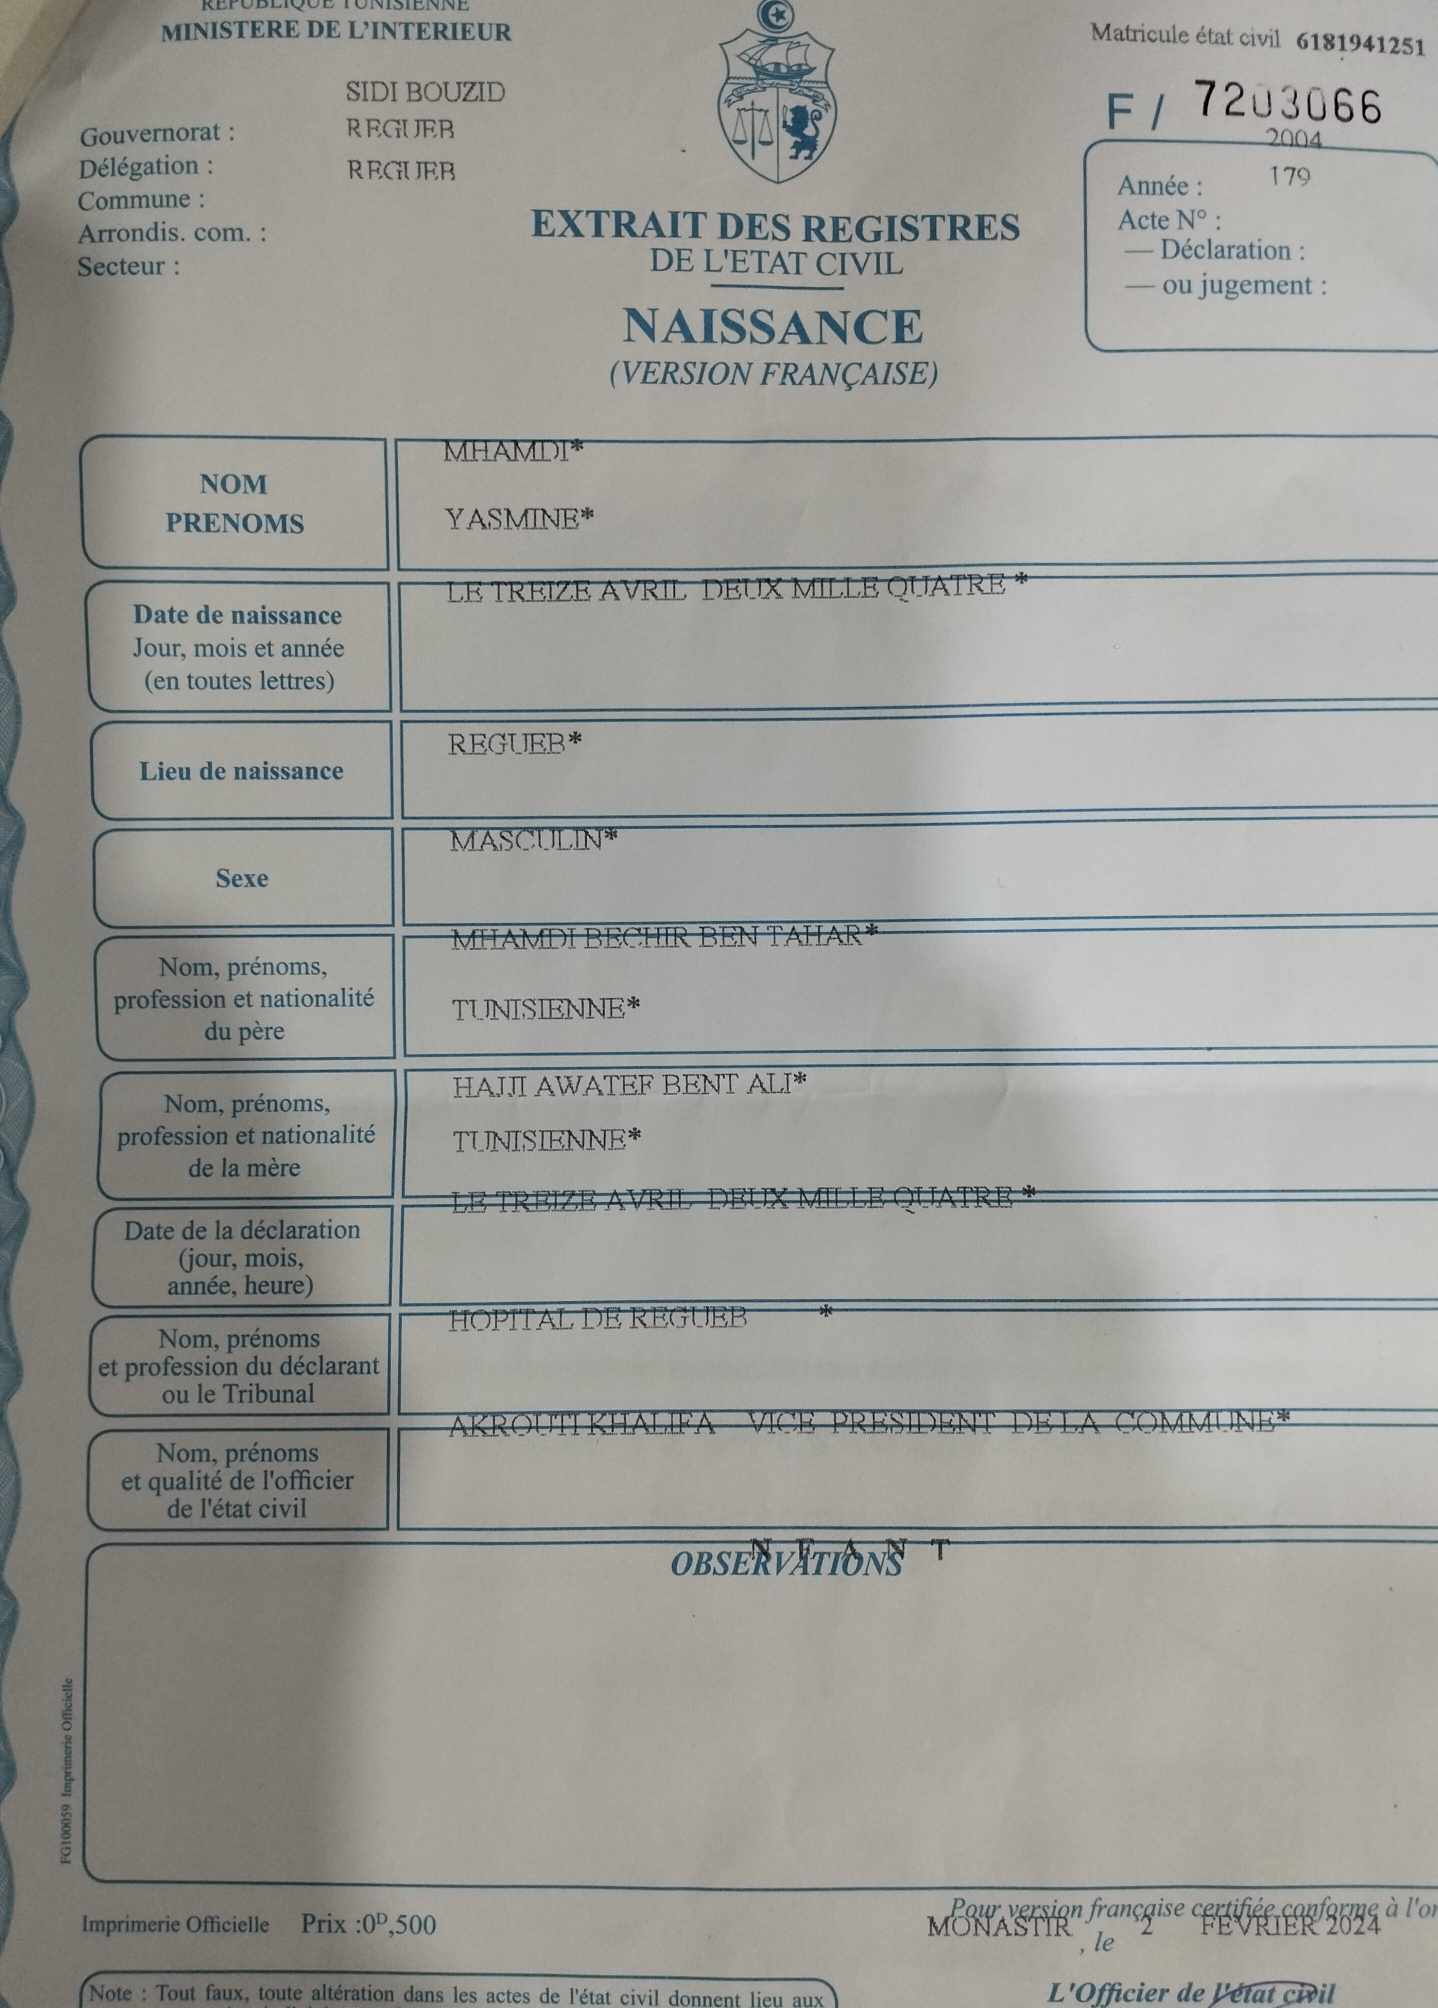 REPUBLIQUE TUNISIENNE
MINISTERE DE L'INTERIEUR
SIDI BOUZID
Gouvernorat : REGUEB
Délégation : REGUEB
Commune :
Arrondis. com. :
Secteur :
Matricule état civil 6181941251
F / 7203066
2004
Année : 179
Acte N° :
— Déclaration :
— ou jugement :
EXTRAIT DES REGISTRES
DE L'ETAT CIVIL
NAISSANCE
(VERSION FRANÇAISE)
NOM
PRENOMS
MHAMDI*
YASMINE*
Date de naissance
Jour, mois et année
(en toutes lettres)
LE TREIZE AVRIL DEUX MILLE QUATRE *
Lieu de naissance
REGUEB*
Sexe
MASCULIN*
Nom, prénoms,
profession et nationalité
du père
MHAMDI BECHIR BEN TAHAR*
TUNISIENNE*
Nom, prénoms,
profession et nationalité
de la mère
HAJJI AWATEF BENT ALI*
TUNISIENNE*
Date de la déclaration
(jour, mois,
année, heure)
LE TREIZE AVRIL DEUX MILLE QUATRE *
Nom, prénoms
et profession du déclarant
ou le Tribunal
HOPITAL DE REGUEB *
Nom, prénoms
et qualité de l'officier
de l'état civil
AKROUTI KHALIFA VICE PRESIDENT DE LA COMMUNE*
N E A N T
OBSERVATIONS
FG100059 Imprimerie Officielle
Imprimerie Officielle Prix :0ᴰ,500
Pour version française certifiée conforme à l'or
MONASTIR , le 2 FEVRIER 2024
L'Officier de l'état civil
Note : Tout faux, toute altération dans les actes de l'état civil donnent lieu aux